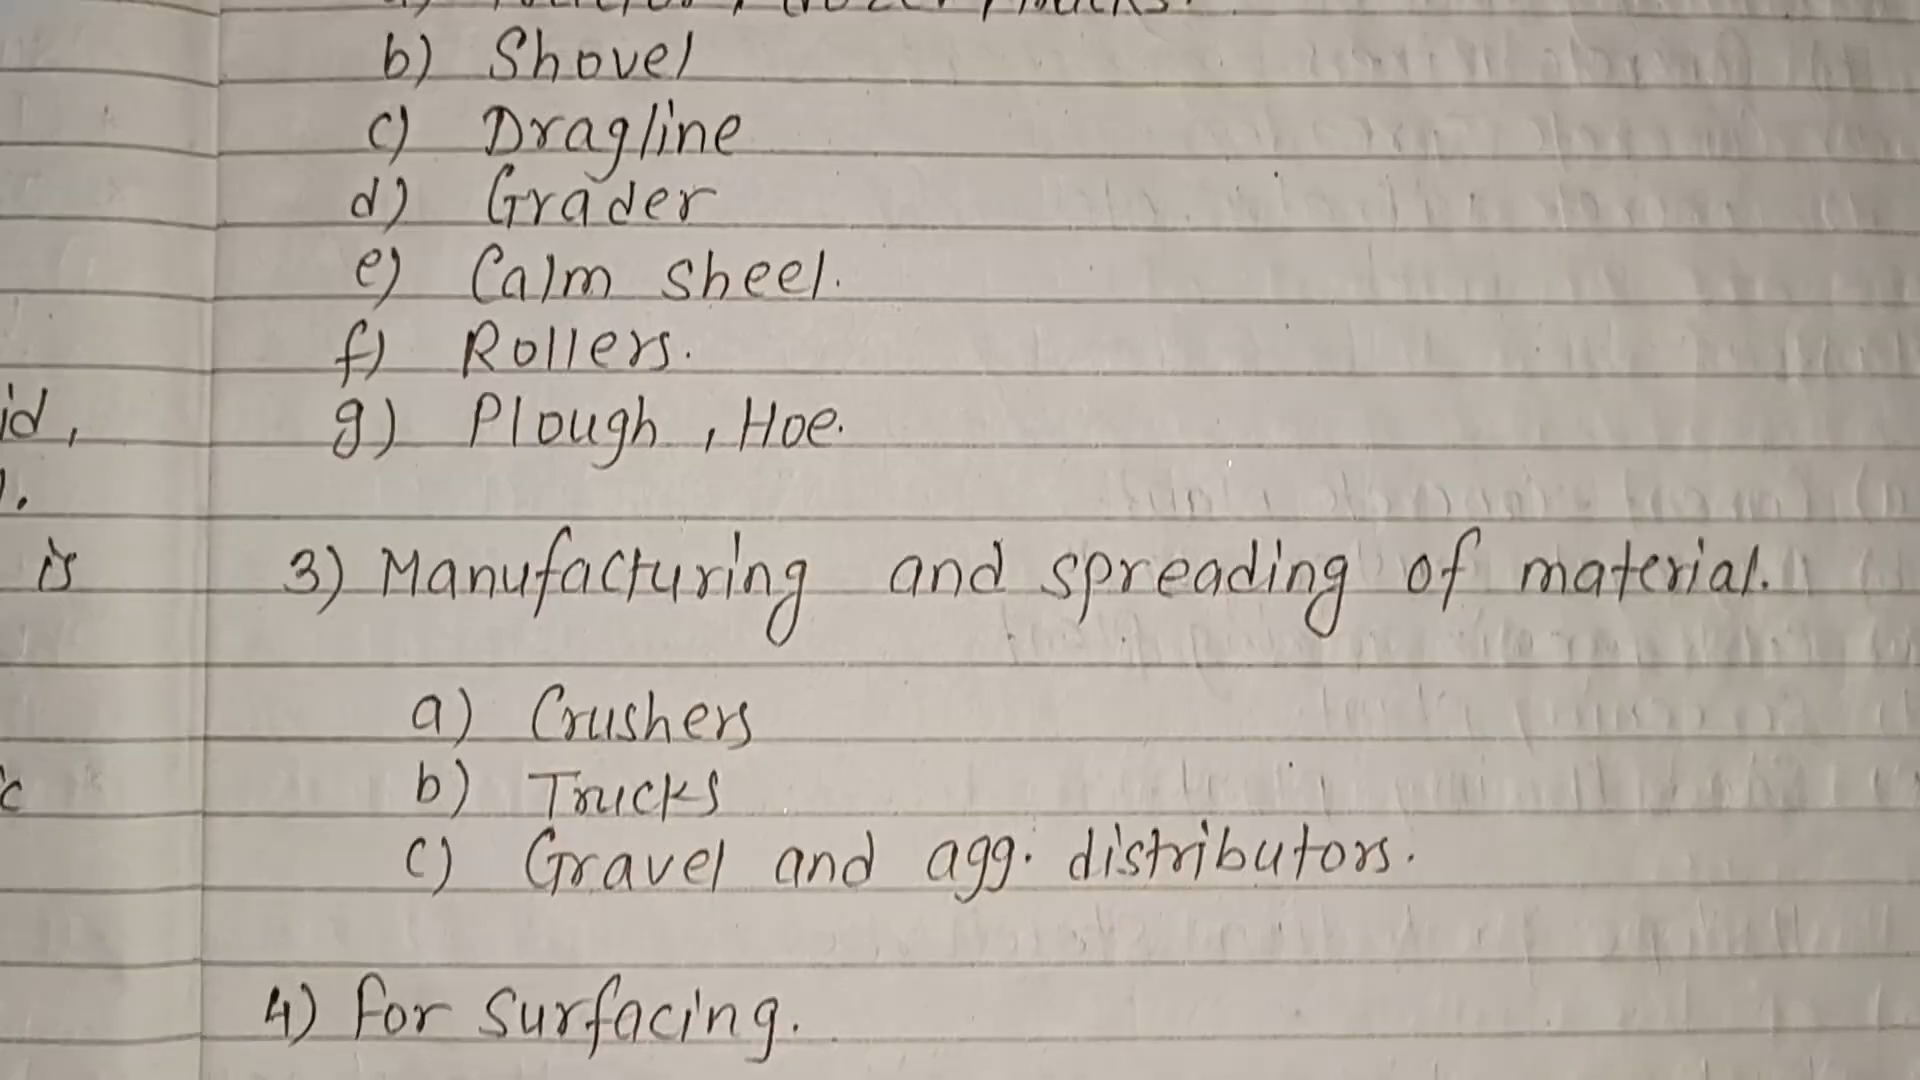 b) Shovel
c) Dragline
d) Grader
e) Calm sheel.
f) Rollers.
id,
g) Plough, Hoe.
is
3) Manufacturing and spreading of material.
a) Crushers
b) Trucks
c) Gravel and agg. distributors.
4) For surfacing.